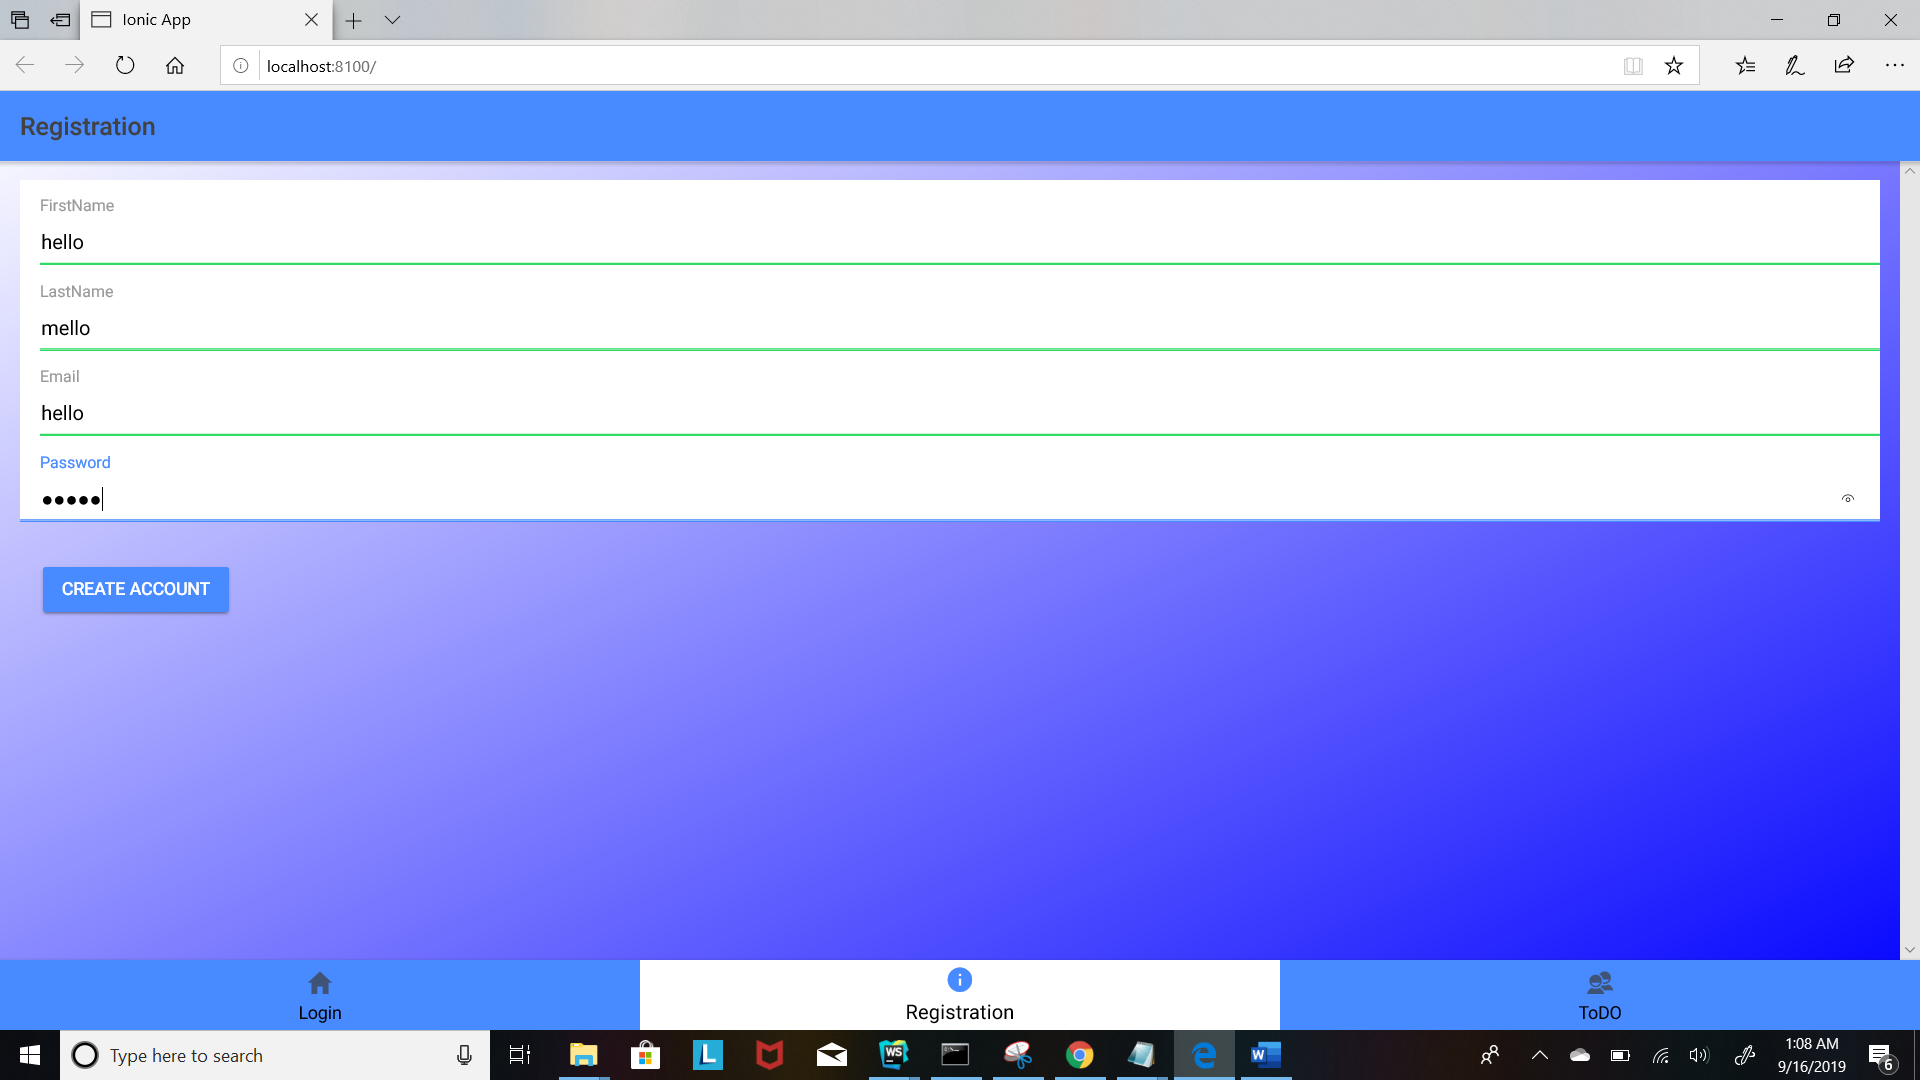 Ionic App
localhost:8100/
Registration
FirstName
hello
LastName
mello
Email
hello
Password
•••••
CREATE ACCOUNT
Login
Registration
ToDO
Type here to search
L
WS
W
1:08 AM
9/16/2019
6